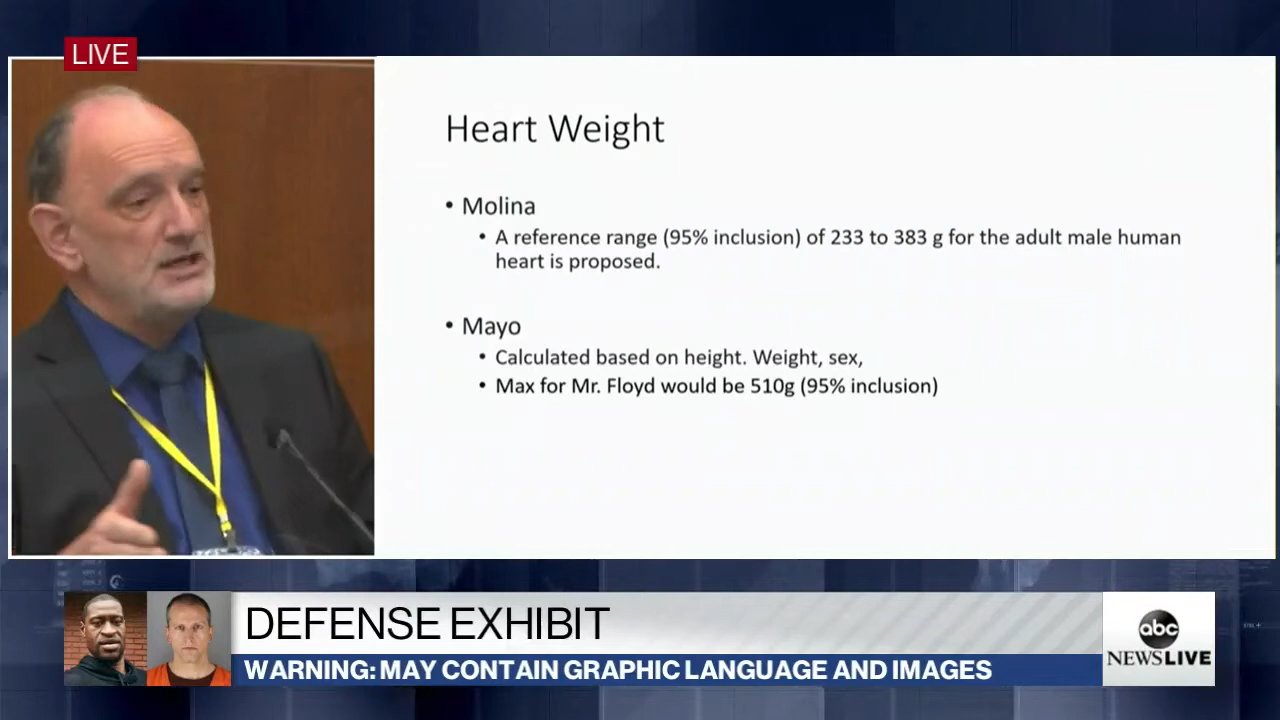 LIVE
Heart Weight
• Molina
• A reference range (95% inclusion) of 233 to 383 g for the adult male human
heart is proposed.
• Mayo
• Calculated based on height. Weight, sex,
• Max for Mr. Floyd would be 510g (95% inclusion)
DEFENSE EXHIBIT
WARNING: MAY CONTAIN GRAPHIC LANGUAGE AND IMAGES
abc
NEWSLIVE